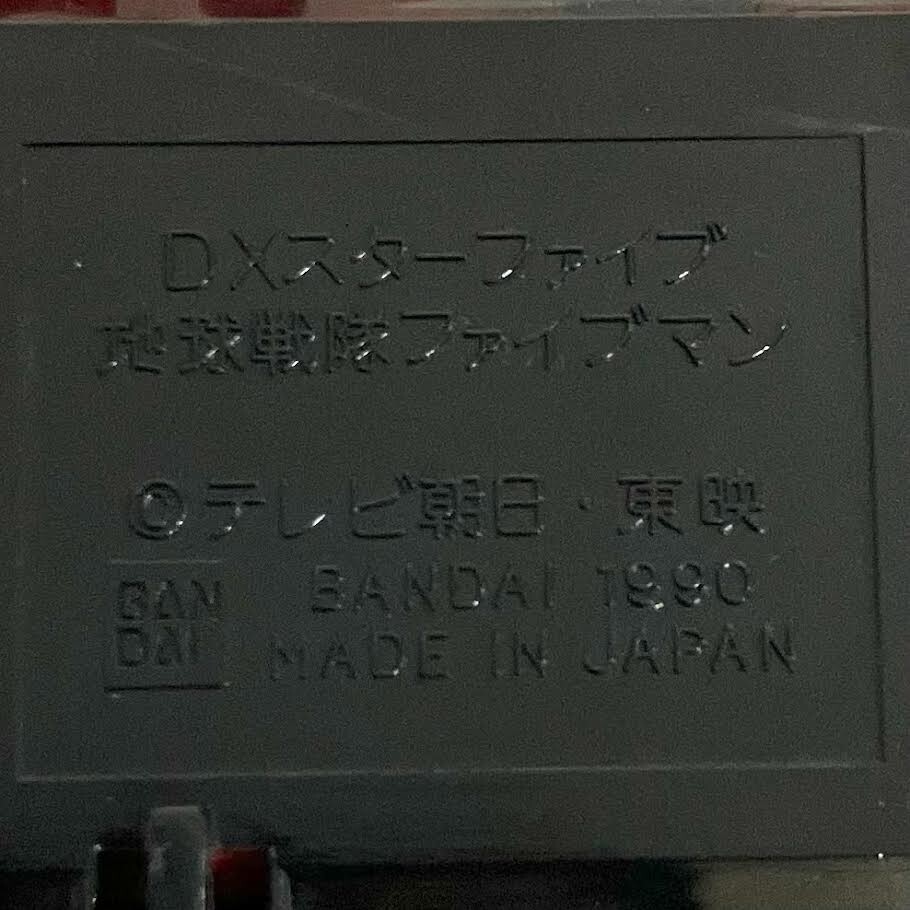 DXスターファイブ
地球戦隊ファイブマン
©テレビ朝日・東映
BAN
DAI
BANDAI 1990
MADE IN JAPAN